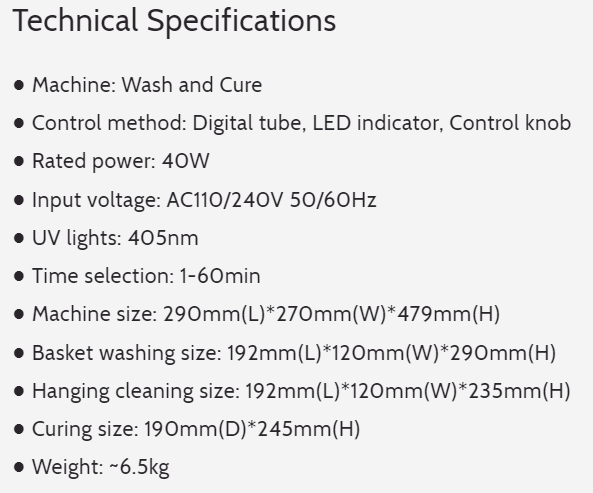 Technical Specifications
● Machine: Wash and Cure
● Control method: Digital tube, LED indicator, Control knob
● Rated power: 40W
● Input voltage: AC110/240V 50/60Hz
● UV lights: 405nm
● Time selection: 1-60min
● Machine size: 290mm(L)*270mm(W)*479mm(H)
● Basket washing size: 192mm(L)*120mm(W)*290mm(H)
● Hanging cleaning size: 192mm(L)*120mm(W)*235mm(H)
● Curing size: 190mm(D)*245mm(H)
● Weight: ~6.5kg